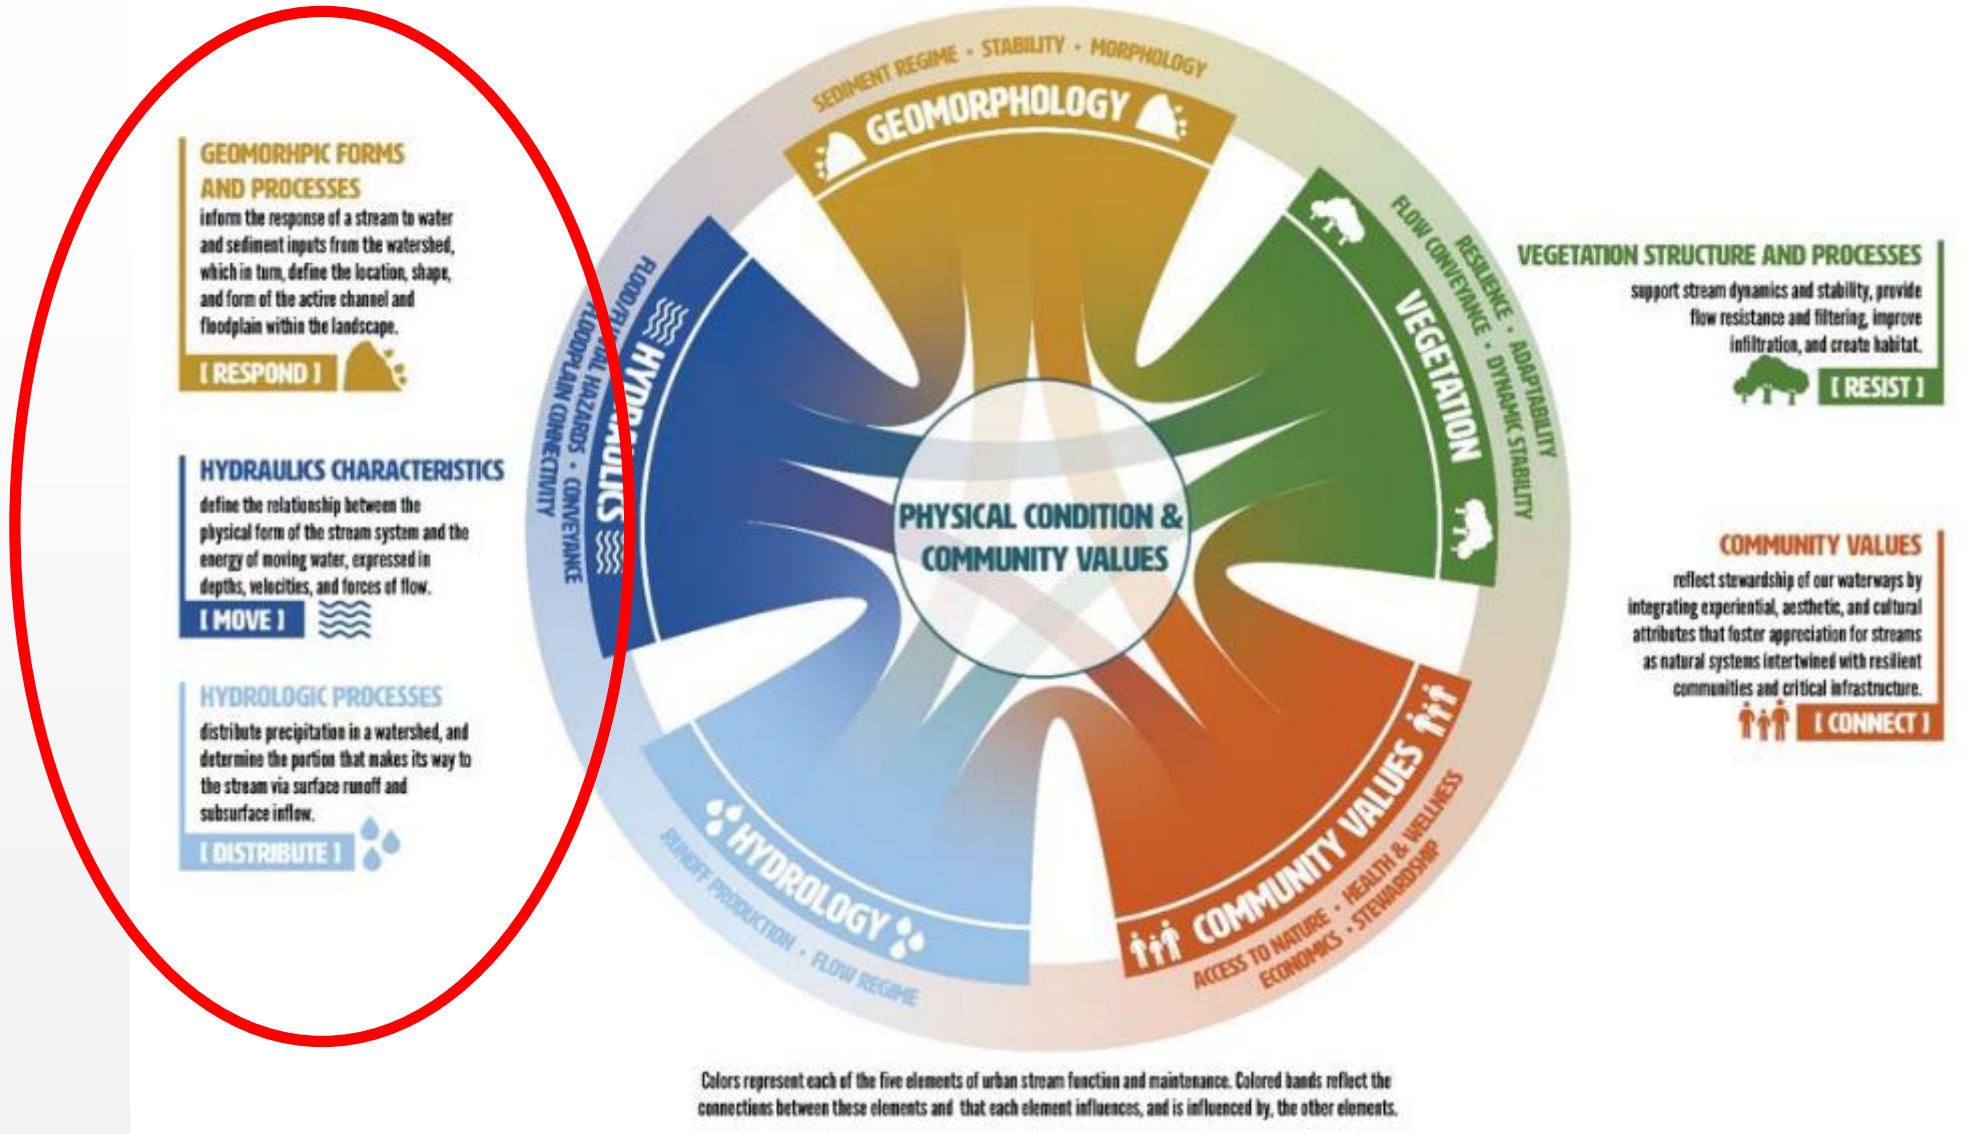 GEOMORHPIC FORMS
AND PROCESSES
inform the response of a stream to water
and sediment inputs from the watershed,
which in turn, define the location, shape,
and form of the active channel and
floodplain within the landscape.
[ RESPOND ]
HYDRAULICS CHARACTERISTICS
define the relationship between the
physical form of the stream system and the
energy of moving water, expressed in
depths, velocities, and forces of flow.
[ MOVE ]
HYDROLOGIC PROCESSES
distribute precipitation in a watershed, and
determine the portion that makes its way to
the stream via surface runoff and
subsurface inflow.
[ DISTRIBUTE ]
SEDIMENT REGIME • STABILITY • MORPHOLOGY
GEOMORPHOLOGY
FLOOD/FLUVIAL HAZARDS • CONVEYANCE
FLOODPLAIN CONNECTIVITY
HYDRAULICS
RESILIENCE • ADAPTABILITY
FLOW CONVEYANCE • DYNAMIC STABILITY
VEGETATION
PHYSICAL CONDITION &
COMMUNITY VALUES
HYDROLOGY
RUNOFF PRODUCTION • FLOW REGIME
COMMUNITY VALUES
ACCESS TO NATURE • HEALTH & WELLNESS
ECONOMICS • STEWARDSHIP
VEGETATION STRUCTURE AND PROCESSES
support stream dynamics and stability, provide
flow resistance and filtering, improve
infiltration, and create habitat.
[ RESIST ]
COMMUNITY VALUES
reflect stewardship of our waterways by
integrating experiential, aesthetic, and cultural
attributes that foster appreciation for streams
as natural systems intertwined with resilient
communities and critical infrastructure.
[ CONNECT ]
Colors represent each of the five elements of urban stream function and maintenance. Colored bands reflect the
connections between these elements and that each element influences, and is influenced by, the other elements.